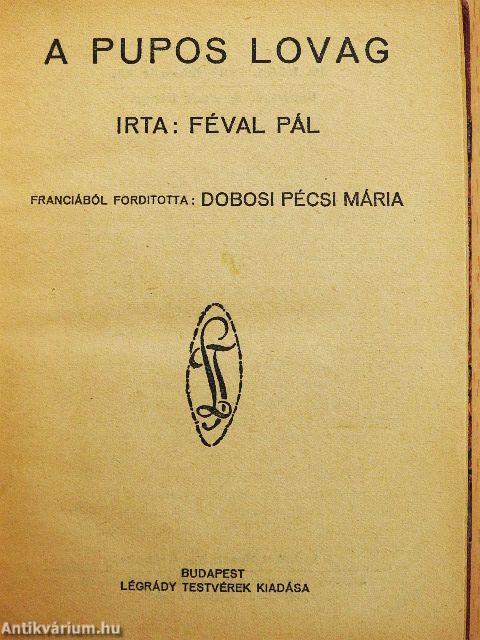 A PUPOS LOVAG
IRTA: FÉVAL PÁL
FRANCIÁBÓL FORDITOTTA: DOBOSI PÉCSI MÁRIA
BUDAPEST
LÉGRÁDY TESTVÉREK KIADÁSA
Antikvárium.hu